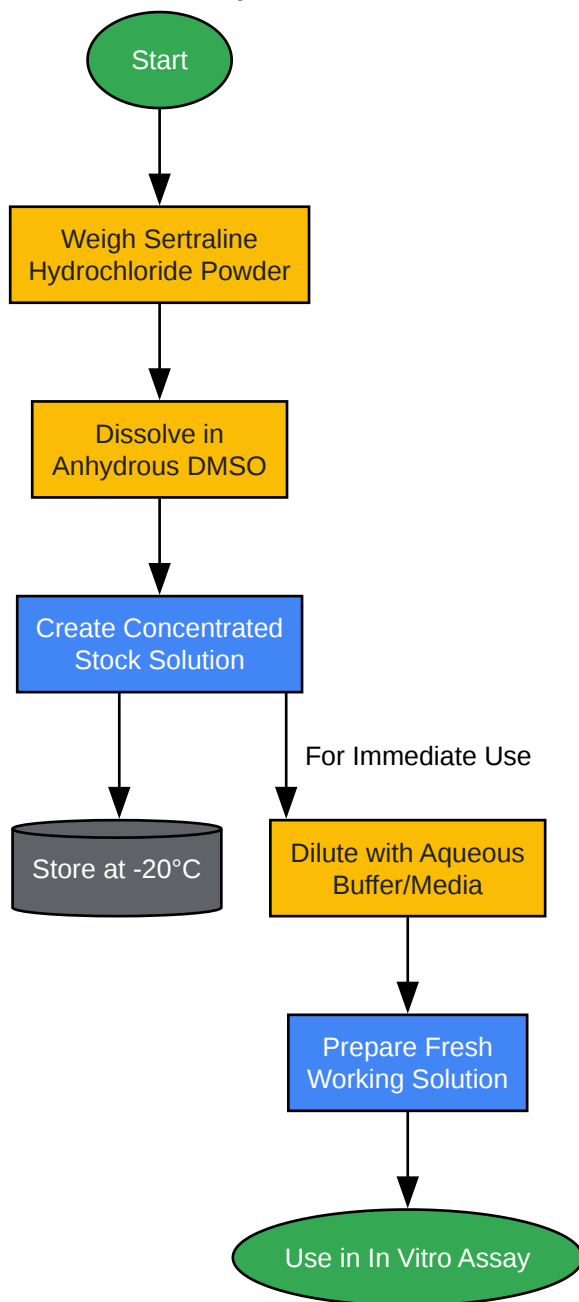 Start
Weigh Sertraline
Hydrochloride Powder
Dissolve in
Anhydrous DMSO
Create Concentrated
Stock Solution
For Immediate Use
Store at -20°C
Dilute with Aqueous
Buffer/Media
Prepare Fresh
Working Solution
Use in In Vitro Assay